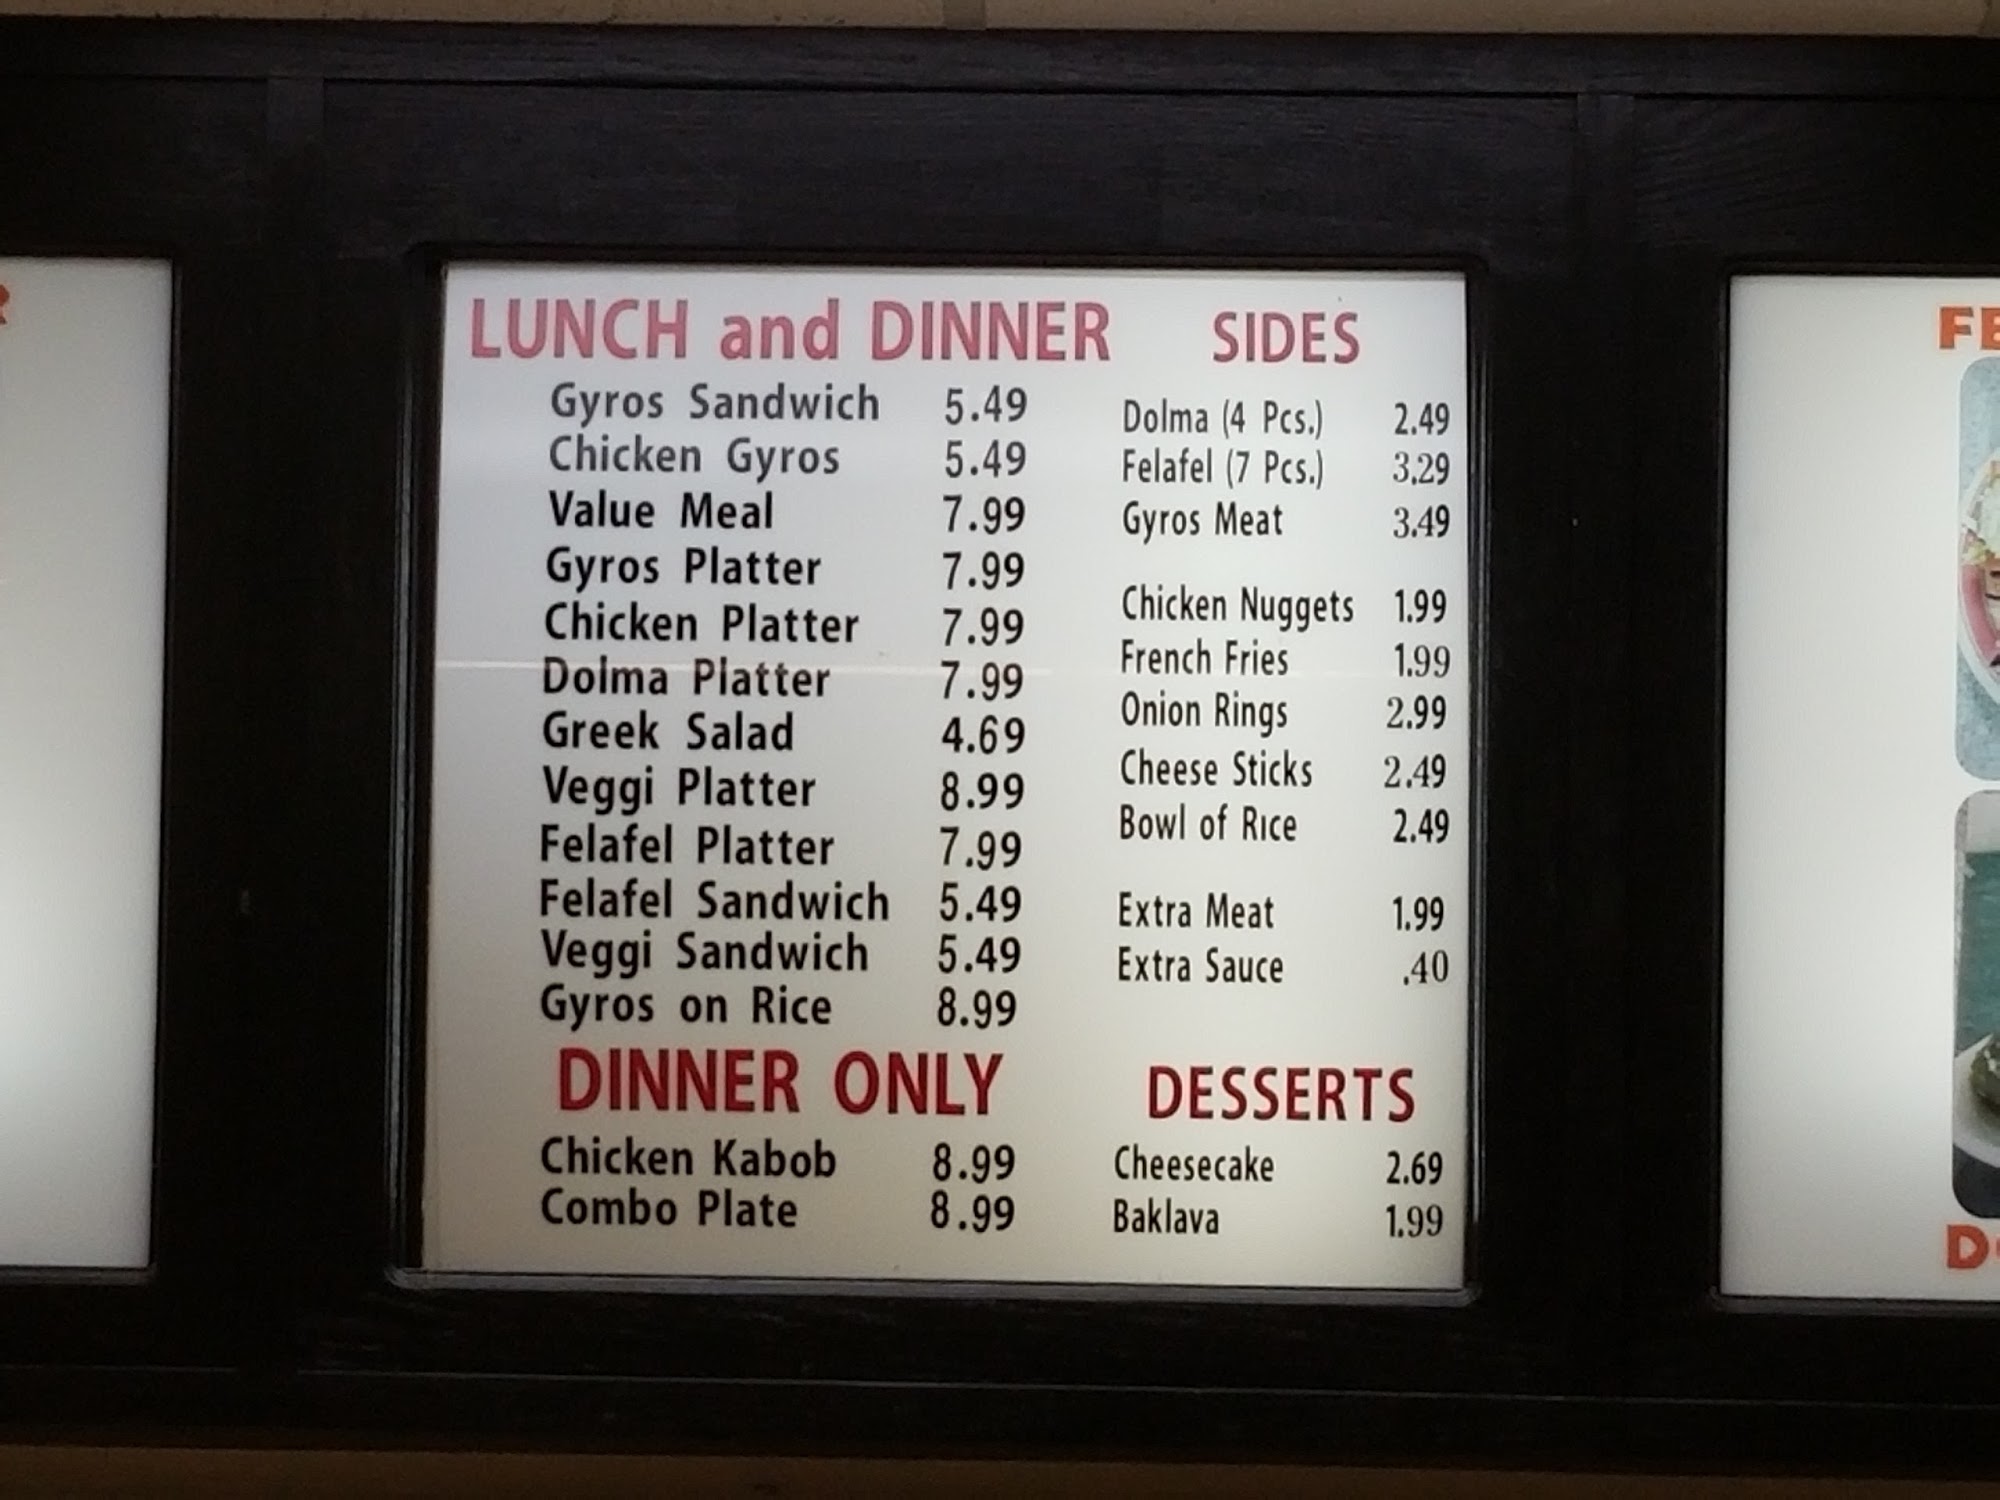 LUNCH and DINNER
Gyros Sandwich 5.49
Chicken Gyros 5.49
Value Meal 7.99
Gyros Platter 7.99
Chicken Platter 7.99
Dolma Platter 7.99
Greek Salad 4.69
Veggi Platter 8.99
Felafel Platter 7.99
Felafel Sandwich 5.49
Veggi Sandwich 5.49
Gyros on Rice 8.99
DINNER ONLY
Chicken Kabob 8.99
Combo Plate 8.99
SIDES
Dolma (4 Pcs.) 2.49
Felafel (7 Pcs.) 3.29
Gyros Meat 3.49
Chicken Nuggets 1.99
French Fries 1.99
Onion Rings 2.99
Cheese Sticks 2.49
Bowl of Rice 2.49
Extra Meat 1.99
Extra Sauce .40
DESSERTS
Cheesecake 2.69
Baklava 1.99